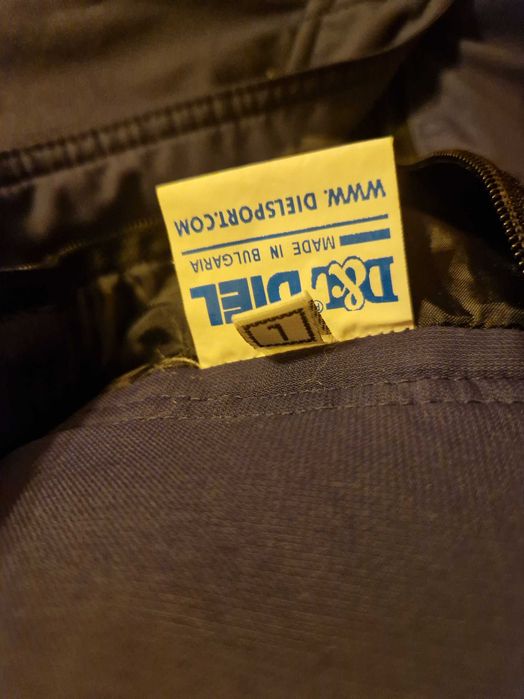 D&DIEL®
MADE IN BULGARIA
WWW. DIELSPORT.COM
L